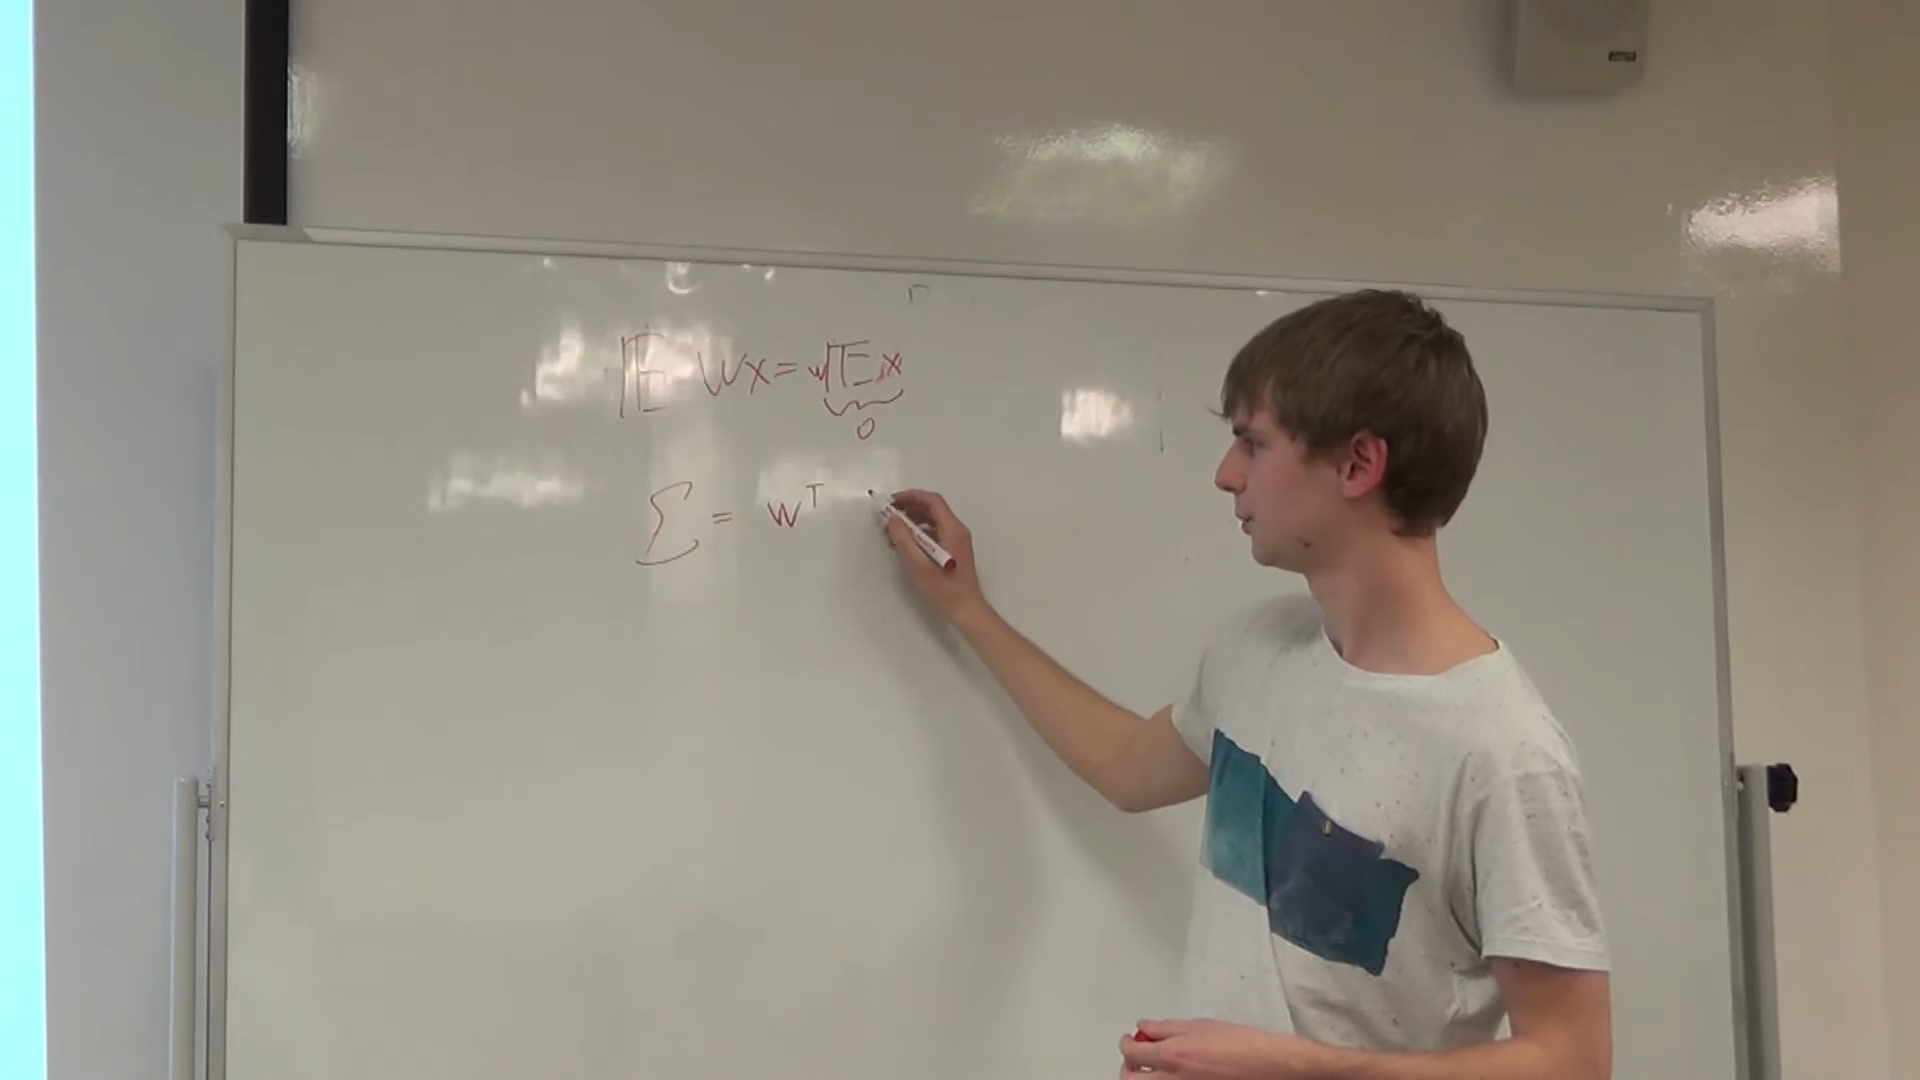 𝔼 Wx = w𝔼x
0
Σ = w^T